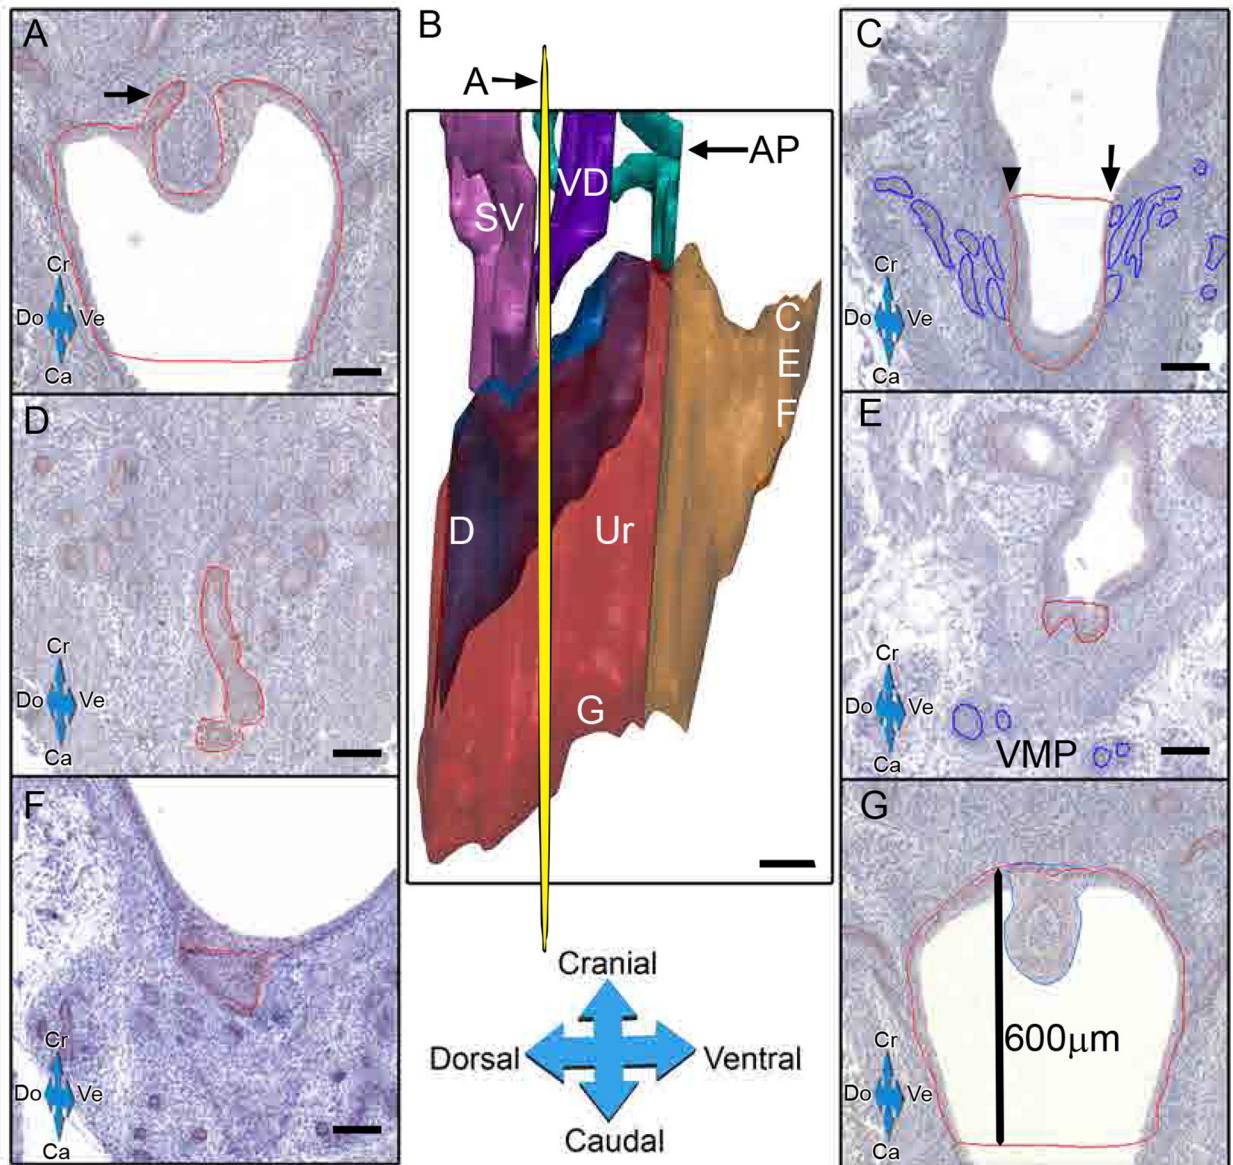 A
Cr
Do Ve
Ca
B
A
AP
VD
SV
C
E
F
D
Ur
G
Cranial
Dorsal Ventral
Caudal
C
Cr
Do Ve
Ca
D
Cr
Do Ve
Ca
E
Cr
Do Ve
Ca
VMP
F
Cr
Do Ve
Ca
G
600µm
Cr
Do Ve
Ca